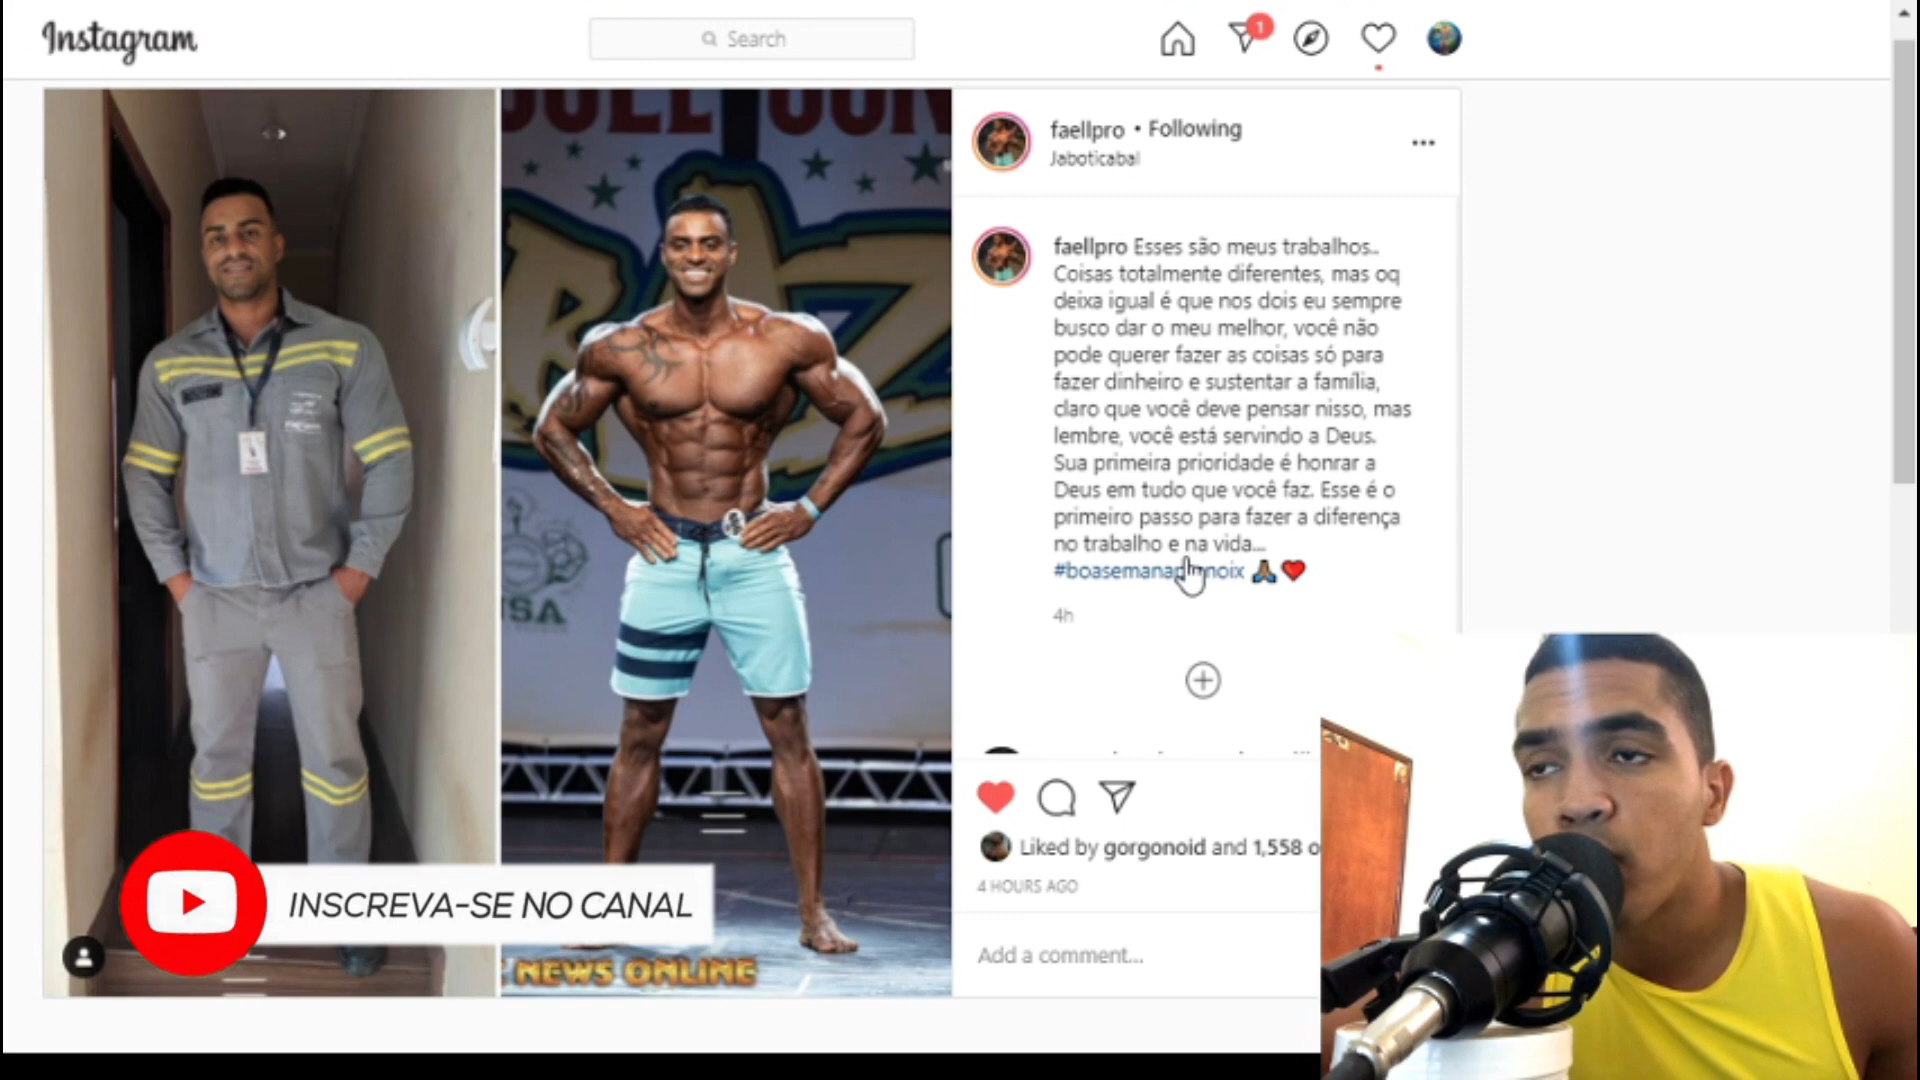 Instagram
Search
1
faellpro • Following
Jaboticabal
faellpro Esses são meus trabalhos..
Coisas totalmente diferentes, mas oq
deixa igual é que nos dois eu sempre
busco dar o meu melhor, você não
pode querer fazer as coisas só para
fazer dinheiro e sustentar a família,
claro que você deve pensar nisso, mas
lembre, você está servindo a Deus.
Sua primeira prioridade é honrar a
Deus em tudo que você faz. Esse é o
primeiro passo para fazer a diferença
no trabalho e na vida...
#boasemana noix 🙏🏽❤️
4h
Liked by gorgonoid and 1,558 o
4 HOURS AGO
Add a comment...
INSCREVA-SE NO CANAL
NEWS ONLINE